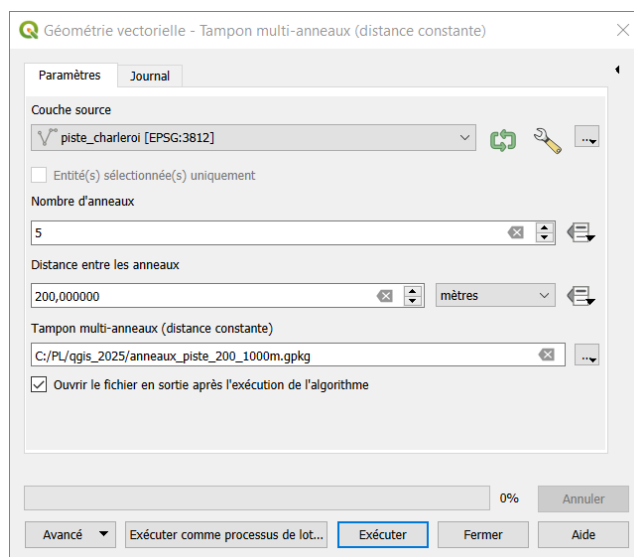 Géométrie vectorielle - Tampon multi-anneaux (distance constante)
Paramètres Journal
Couche source
piste_charleroi [EPSG:3812]
...
Entité(s) sélectionnée(s) uniquement
Nombre d'anneaux
5
Distance entre les anneaux
200,000000 mètres
Tampon multi-anneaux (distance constante)
C:/PL/qgis_2025/anneaux_piste_200_1000m.gpkg
...
Ouvrir le fichier en sortie après l'exécution de l'algorithme
0% Annuler
Avancé Exécuter comme processus de lot... Exécuter Fermer Aide